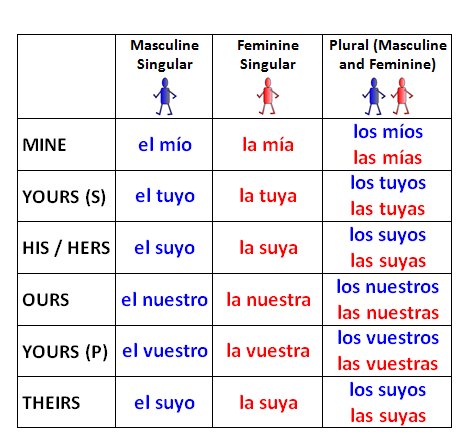 Masculine Singular Feminine Singular Plural (Masculine and Feminine)
MINE el mío la mía los míos
las mías
YOURS (S) el tuyo la tuya los tuyos
las tuyas
HIS / HERS el suyo la suya los suyos
las suyas
OURS el nuestro la nuestra los nuestros
las nuestras
YOURS (P) el vuestro la vuestra los vuestros
las vuestras
THEIRS el suyo la suya los suyos
las suyas